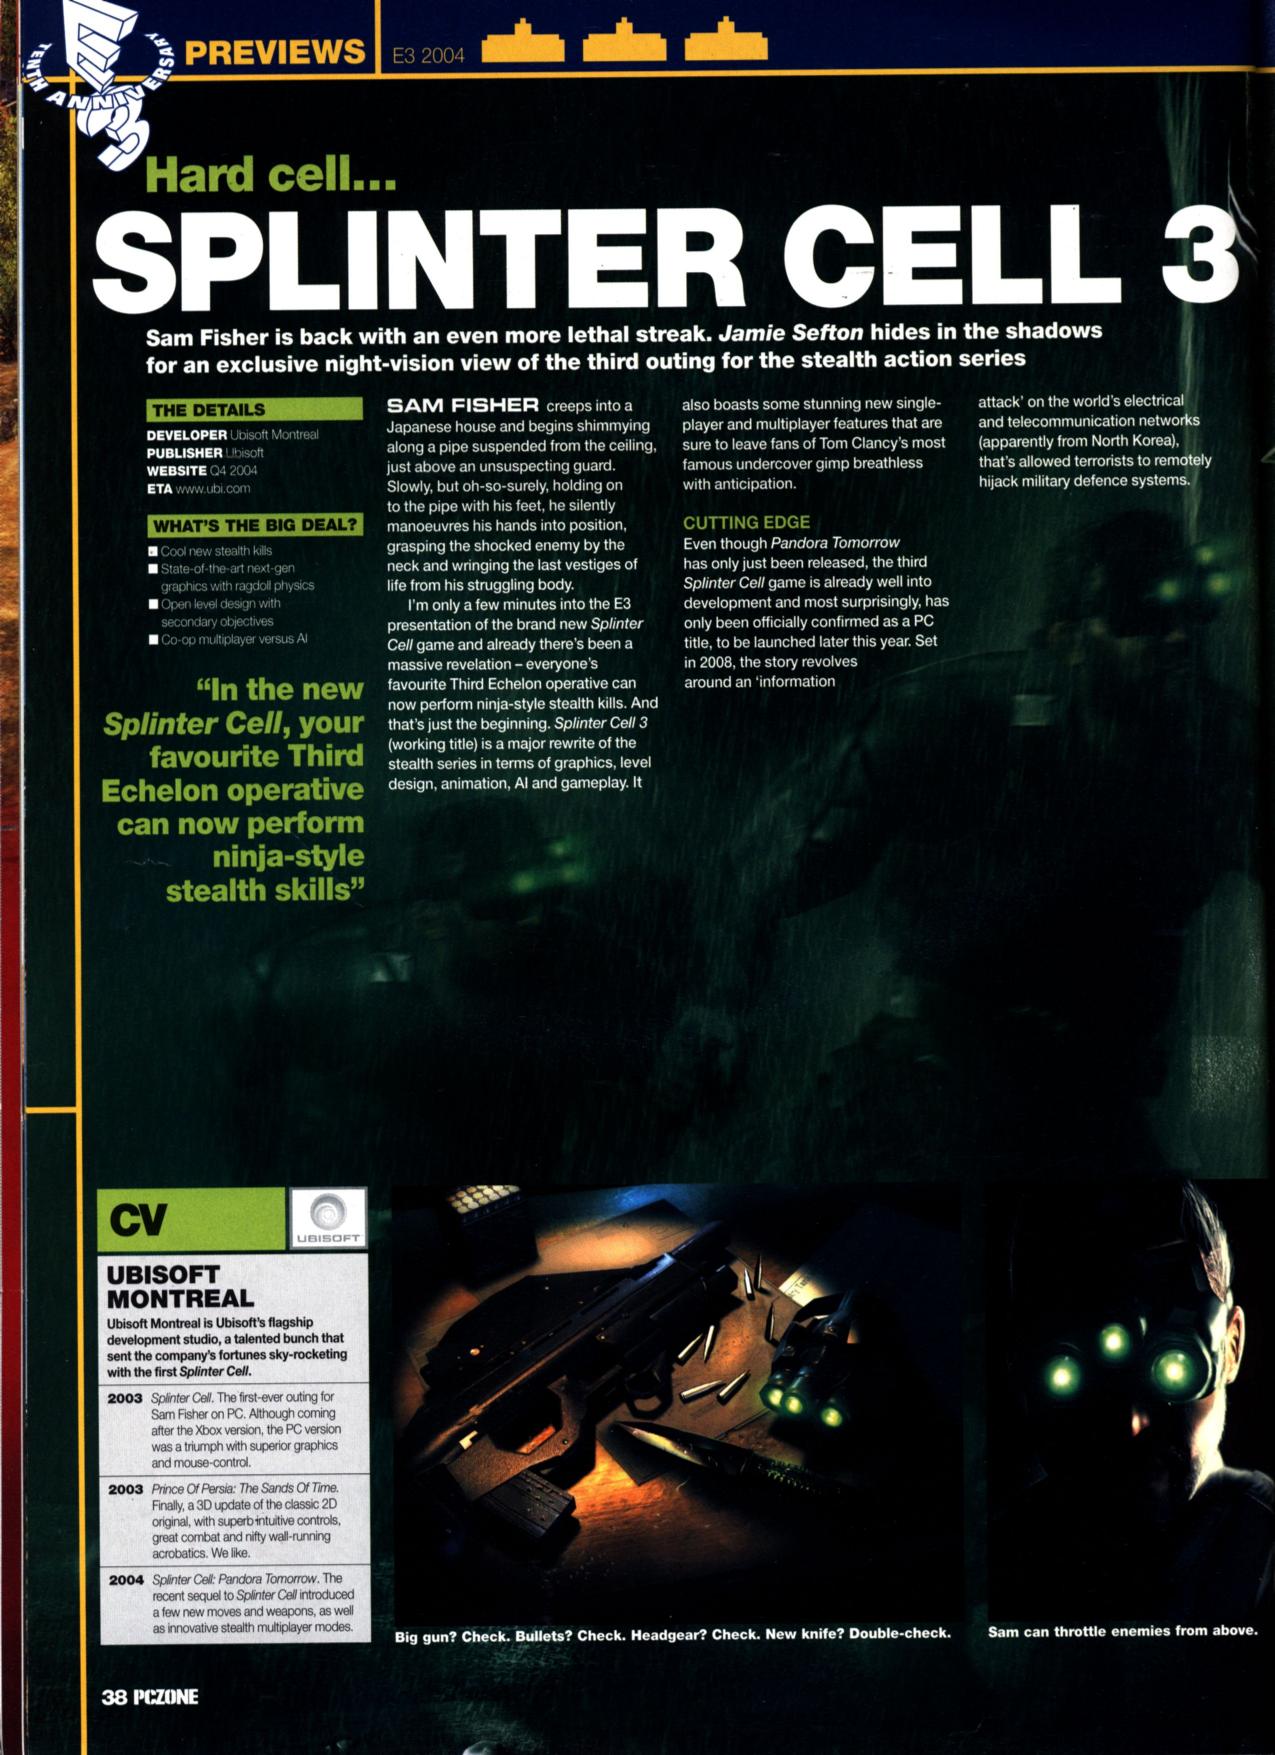 E3
TENTH ANNIVERSARY
PREVIEWS
E3 2004
Hard cell...
SPLINTER CELL 3
Sam Fisher is back with an even more lethal streak. Jamie Sefton hides in the shadows
for an exclusive night-vision view of the third outing for the stealth action series
THE DETAILS
DEVELOPER Ubisoft Montreal
PUBLISHER Ubisoft
WEBSITE Q4 2004
ETA www.ubi.com
WHAT'S THE BIG DEAL?
Cool new stealth kills
State-of-the-art next-gen
graphics with ragdoll physics
Open level design with
secondary objectives
Co-op multiplayer versus AI
“In the new
Splinter Cell, your
favourite Third
Echelon operative
can now perform
ninja-style
stealth skills”
SAM FISHER creeps into a
Japanese house and begins shimmying
along a pipe suspended from the ceiling,
just above an unsuspecting guard.
Slowly, but oh-so-surely, holding on
to the pipe with his feet, he silently
manoeuvres his hands into position,
grasping the shocked enemy by the
neck and wringing the last vestiges of
life from his struggling body.
I'm only a few minutes into the E3
presentation of the brand new Splinter
Cell game and already there's been a
massive revelation – everyone's
favourite Third Echelon operative can
now perform ninja-style stealth kills. And
that's just the beginning. Splinter Cell 3
(working title) is a major rewrite of the
stealth series in terms of graphics, level
design, animation, AI and gameplay. It
also boasts some stunning new single-
player and multiplayer features that are
sure to leave fans of Tom Clancy's most
famous undercover gimp breathless
with anticipation.
CUTTING EDGE
Even though Pandora Tomorrow
has only just been released, the third
Splinter Cell game is already well into
development and most surprisingly, has
only been officially confirmed as a PC
title, to be launched later this year. Set
in 2008, the story revolves
around an ‘information
attack’ on the world's electrical
and telecommunication networks
(apparently from North Korea),
that's allowed terrorists to remotely
hijack military defence systems.
CV
UBISOFT
UBISOFT
MONTREAL
Ubisoft Montreal is Ubisoft's flagship
development studio, a talented bunch that
sent the company's fortunes sky-rocketing
with the first Splinter Cell.
2003 Splinter Cell. The first-ever outing for
Sam Fisher on PC. Although coming
after the Xbox version, the PC version
was a triumph with superior graphics
and mouse-control.
2003 Prince Of Persia: The Sands Of Time.
Finally, a 3D update of the classic 2D
original, with superb intuitive controls,
great combat and nifty wall-running
acrobatics. We like.
2004 Splinter Cell: Pandora Tomorrow. The
recent sequel to Splinter Cell introduced
a few new moves and weapons, as well
as innovative stealth multiplayer modes.
Big gun? Check. Bullets? Check. Headgear? Check. New knife? Double-check.
Sam can throttle enemies from above.
38 PCZONE